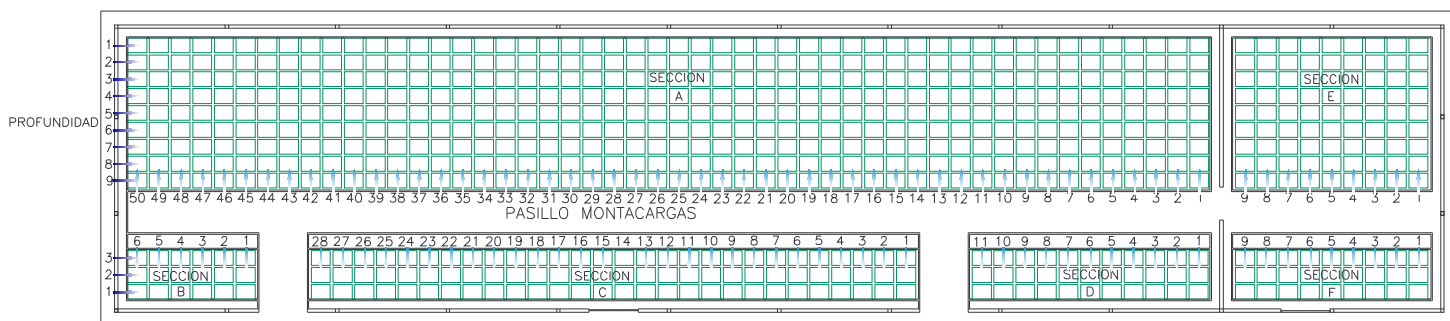 1
2
3
SECCION
SECCION
4
A
E
PROFUNDIDAD
5
6
7
8
9
50 49 48 47 46 45 44 43 42 41 40 39 38 37 36 35 34 33 32 31 30 29 28 27 26 25 24 23 22 21 20 19 18 17 16 15 14 13 12 11 10 9 8 7 6 5 4 3 2 1
9 8 7 6 5 4 3 2 1
PASILLO MONTACARGAS
6 5 4 3 2 1
28 27 26 25 24 23 22 21 20 19 18 17 16 15 14 13 12 11 10 9 8 7 6 5 4 3 2 1
11 10 9 8 7 6 5 4 3 2 1
9 8 7 6 5 4 3 2 1
3
2
SECCION
SECCION
SECCION
SECCION
1
B
C
D
F